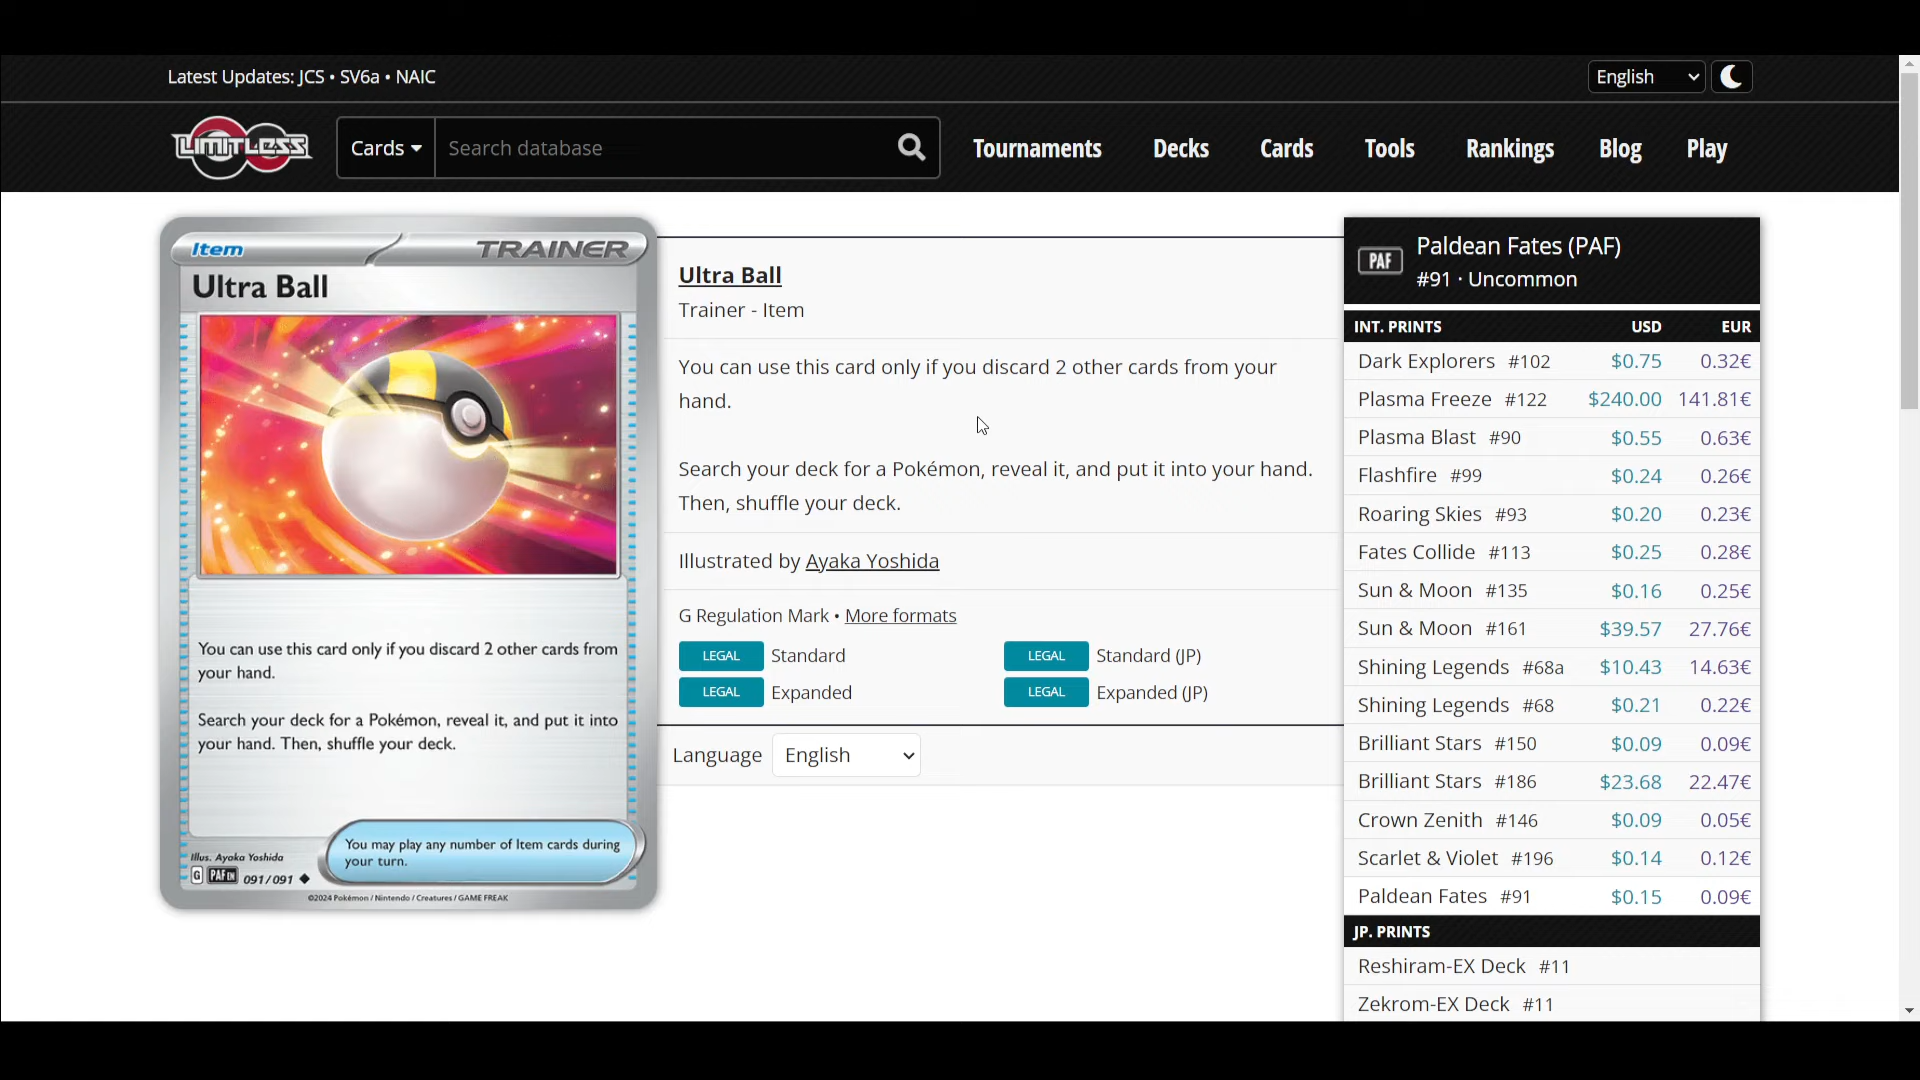 Latest Updates: JCS • SV6a • NAIC
English
LIMITLESS
Cards
Search database
Tournaments
Decks
Cards
Tools
Rankings
Blog
Play
Item
TRAINER
Ultra Ball
You can use this card only if you discard 2 other cards from
your hand.
Search your deck for a Pokémon, reveal it, and put it into
your hand. Then, shuffle your deck.
You may play any number of Item cards during
your turn.
Illus. Ayaka Yoshida
G PAF EN 091/091
©2024 Pokémon / Nintendo / Creatures / GAME FREAK
Ultra Ball
Trainer - Item
You can use this card only if you discard 2 other cards from your
hand.
Search your deck for a Pokémon, reveal it, and put it into your hand.
Then, shuffle your deck.
Illustrated by Ayaka Yoshida
G Regulation Mark • More formats
LEGAL Standard
LEGAL Standard (JP)
LEGAL Expanded
LEGAL Expanded (JP)
Language English
PAF
Paldean Fates (PAF)
#91 · Uncommon
INT. PRINTS USD EUR
Dark Explorers #102 $0.75 0.32€
Plasma Freeze #122 $240.00 141.81€
Plasma Blast #90 $0.55 0.63€
Flashfire #99 $0.24 0.26€
Roaring Skies #93 $0.20 0.23€
Fates Collide #113 $0.25 0.28€
Sun & Moon #135 $0.16 0.25€
Sun & Moon #161 $39.57 27.76€
Shining Legends #68a $10.43 14.63€
Shining Legends #68 $0.21 0.22€
Brilliant Stars #150 $0.09 0.09€
Brilliant Stars #186 $23.68 22.47€
Crown Zenith #146 $0.09 0.05€
Scarlet & Violet #196 $0.14 0.12€
Paldean Fates #91 $0.15 0.09€
JP. PRINTS
Reshiram-EX Deck #11
Zekrom-EX Deck #11